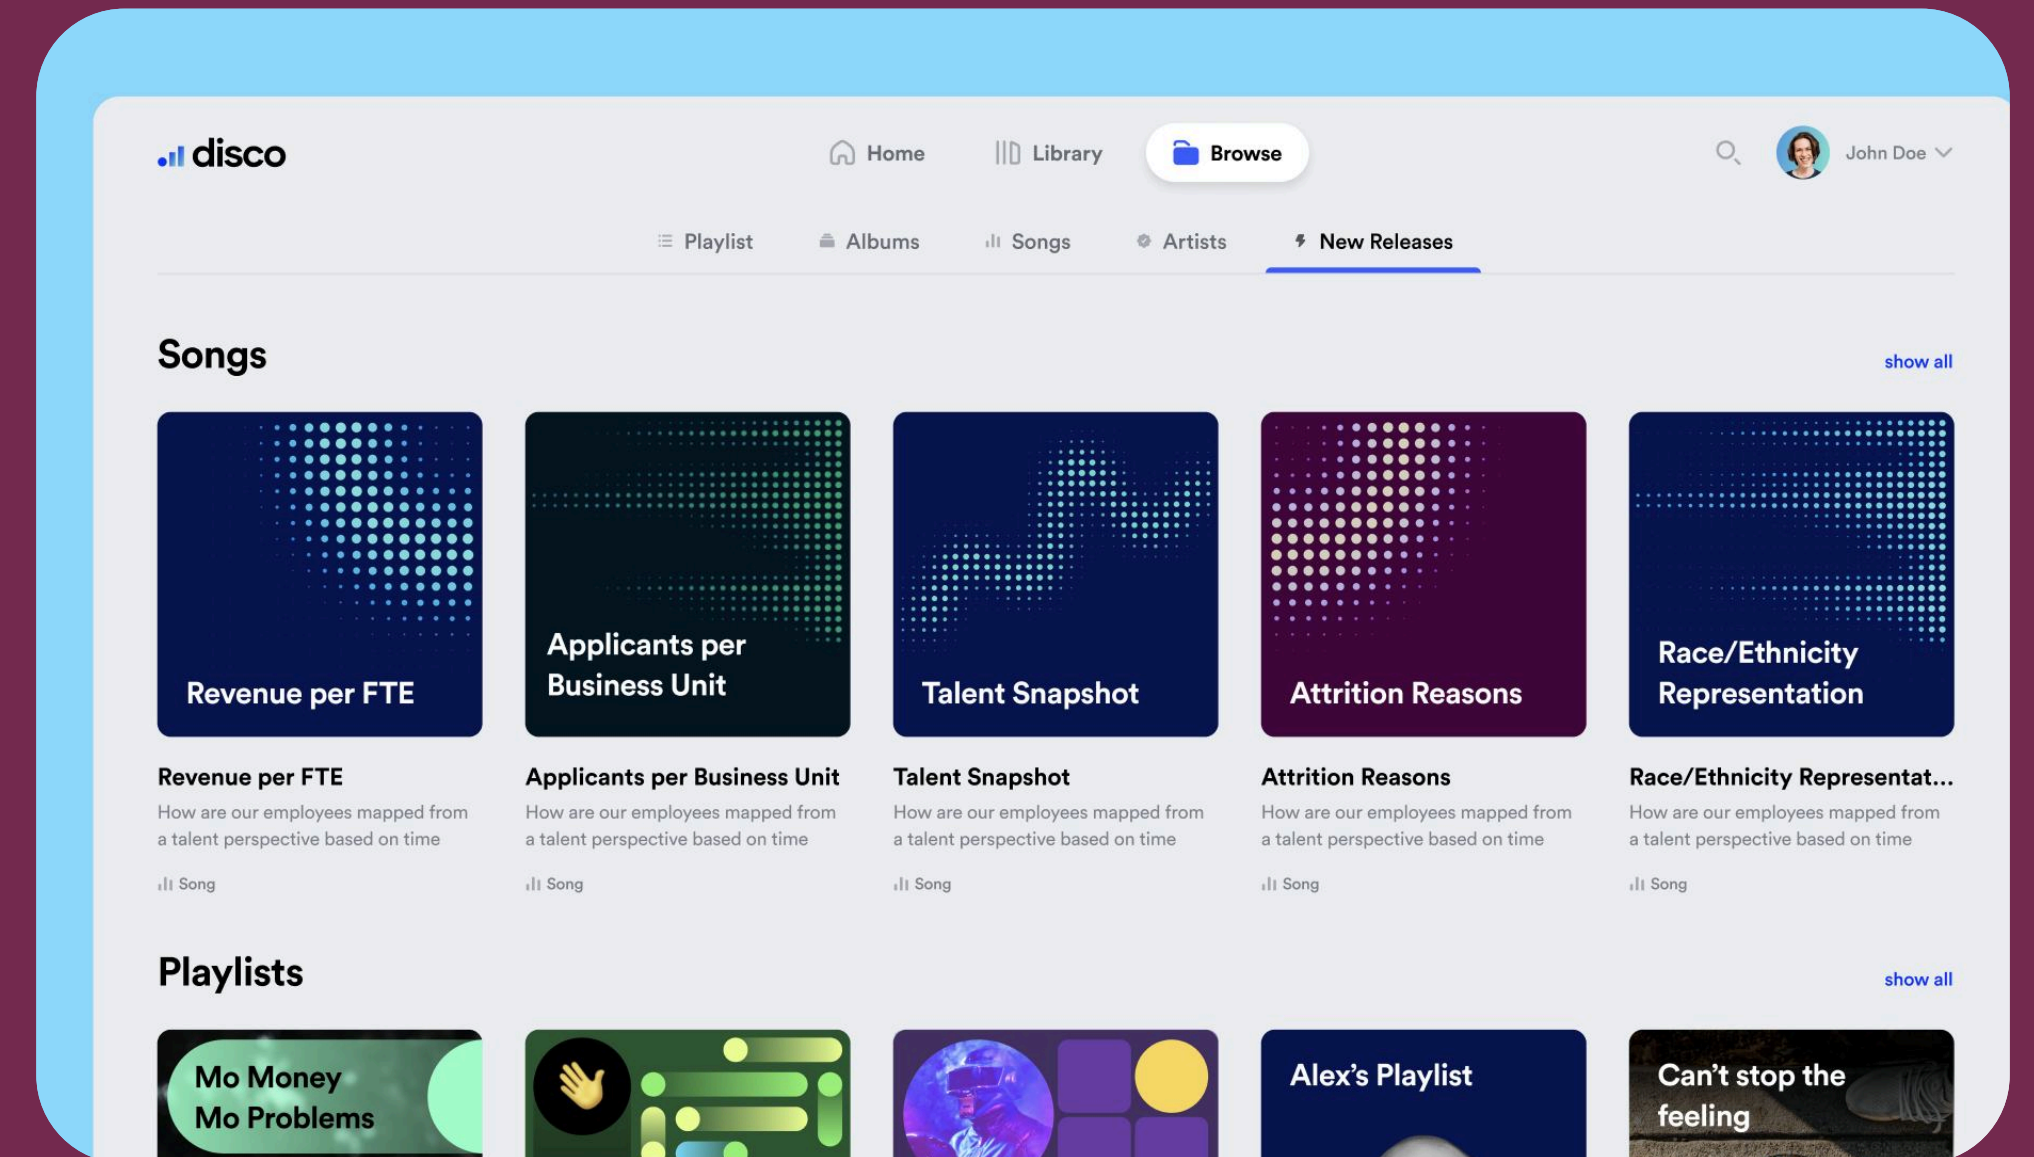 disco
Home
Library
Browse
John Doe
Playlist
Albums
Songs
Artists
New Releases
Songs
show all
Revenue per FTE
Applicants per
Business Unit
Talent Snapshot
Attrition Reasons
Race/Ethnicity
Representation
Revenue per FTE
How are our employees mapped from
a talent perspective based on time
Song
Applicants per Business Unit
How are our employees mapped from
a talent perspective based on time
Song
Talent Snapshot
How are our employees mapped from
a talent perspective based on time
Song
Attrition Reasons
How are our employees mapped from
a talent perspective based on time
Song
Race/Ethnicity Representat...
How are our employees mapped from
a talent perspective based on time
Song
Playlists
show all
Mo Money
Mo Problems
Alex’s Playlist
Can’t stop the
feeling